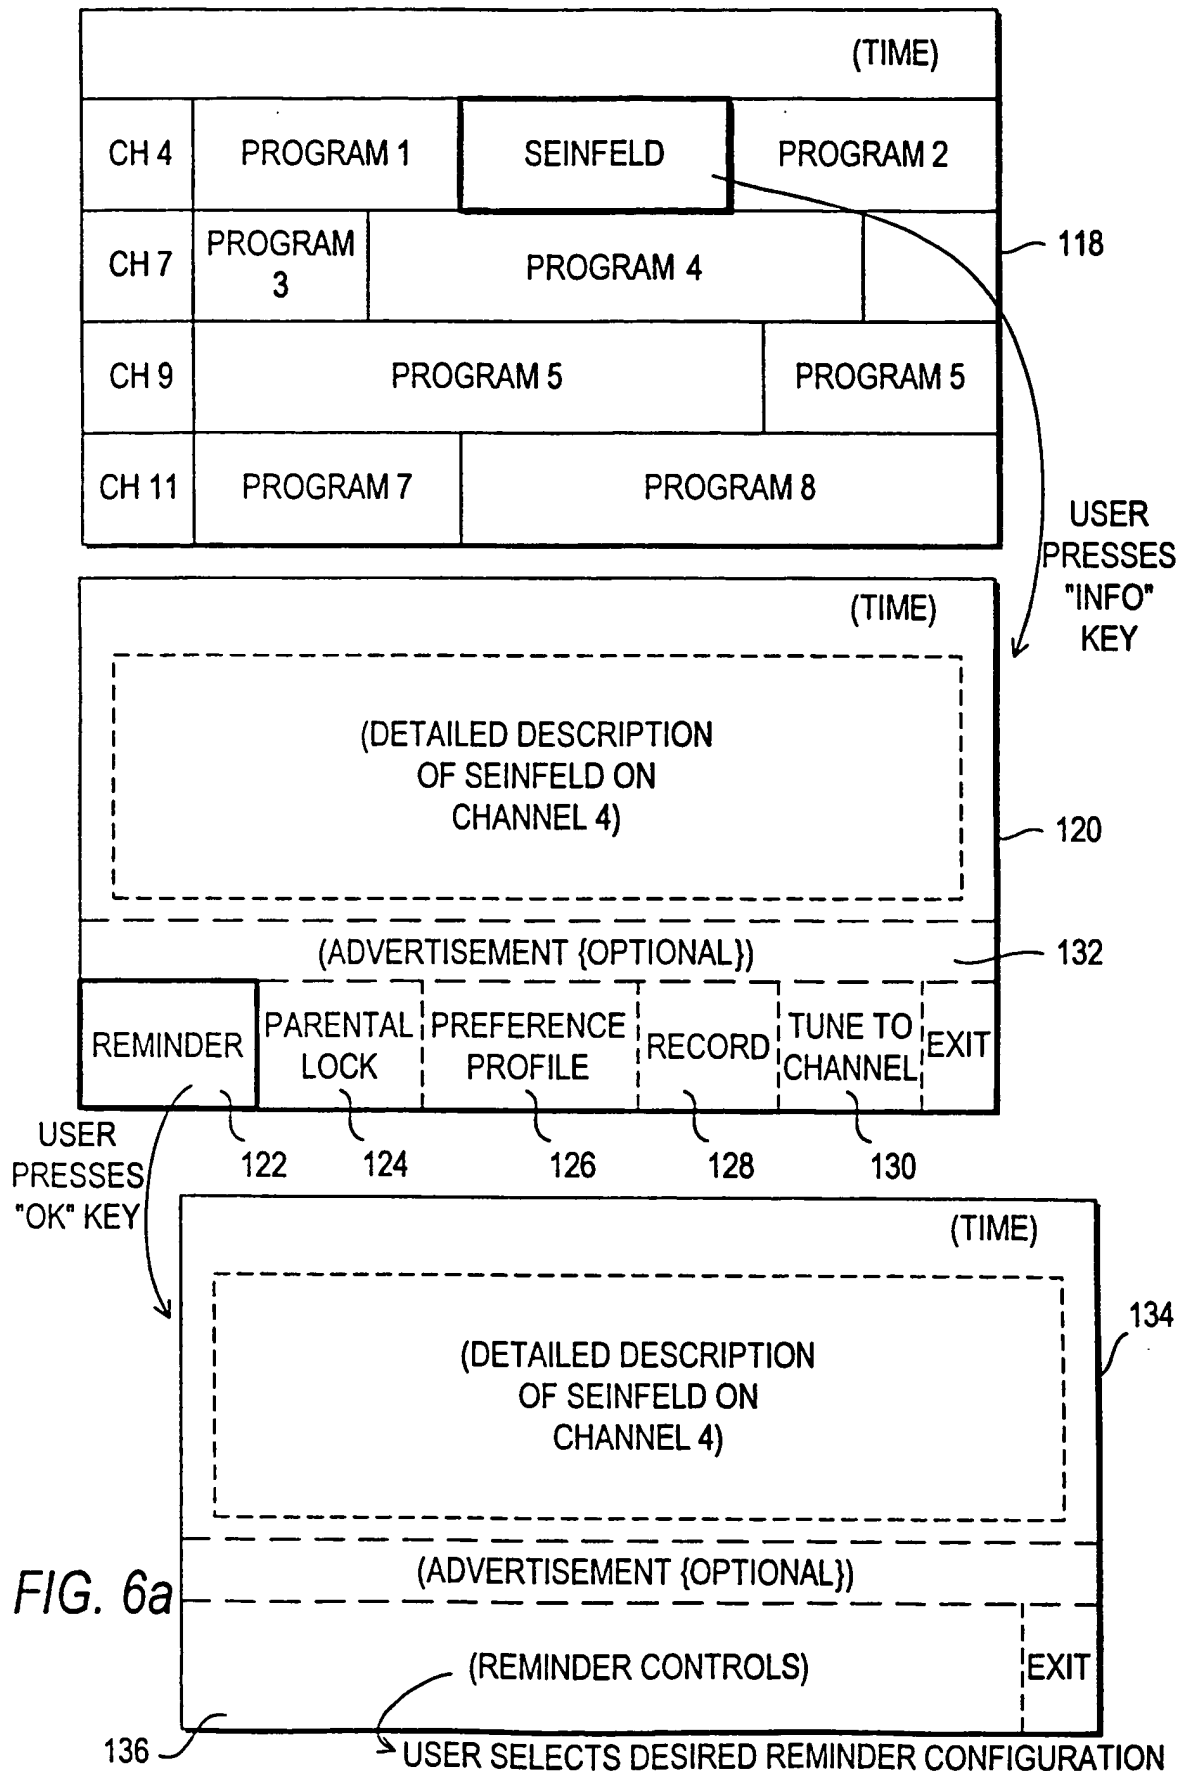 (TIME)
CH 4 PROGRAM 1 SEINFELD PROGRAM 2
CH 7 PROGRAM 3 PROGRAM 4
118
CH 9 PROGRAM 5 PROGRAM 5
CH 11 PROGRAM 7 PROGRAM 8
USER
PRESSES
"INFO"
KEY
(TIME)
(DETAILED DESCRIPTION
OF SEINFELD ON
CHANNEL 4)
120
(ADVERTISEMENT {OPTIONAL})
132
REMINDER
PARENTAL
LOCK
PREFERENCE
PROFILE
RECORD
TUNE TO
CHANNEL
EXIT
122 124 126 128 130
USER
PRESSES
"OK" KEY
(TIME)
(DETAILED DESCRIPTION
OF SEINFELD ON
CHANNEL 4)
134
(ADVERTISEMENT {OPTIONAL})
FIG. 6a
(REMINDER CONTROLS)
EXIT
136
USER SELECTS DESIRED REMINDER CONFIGURATION